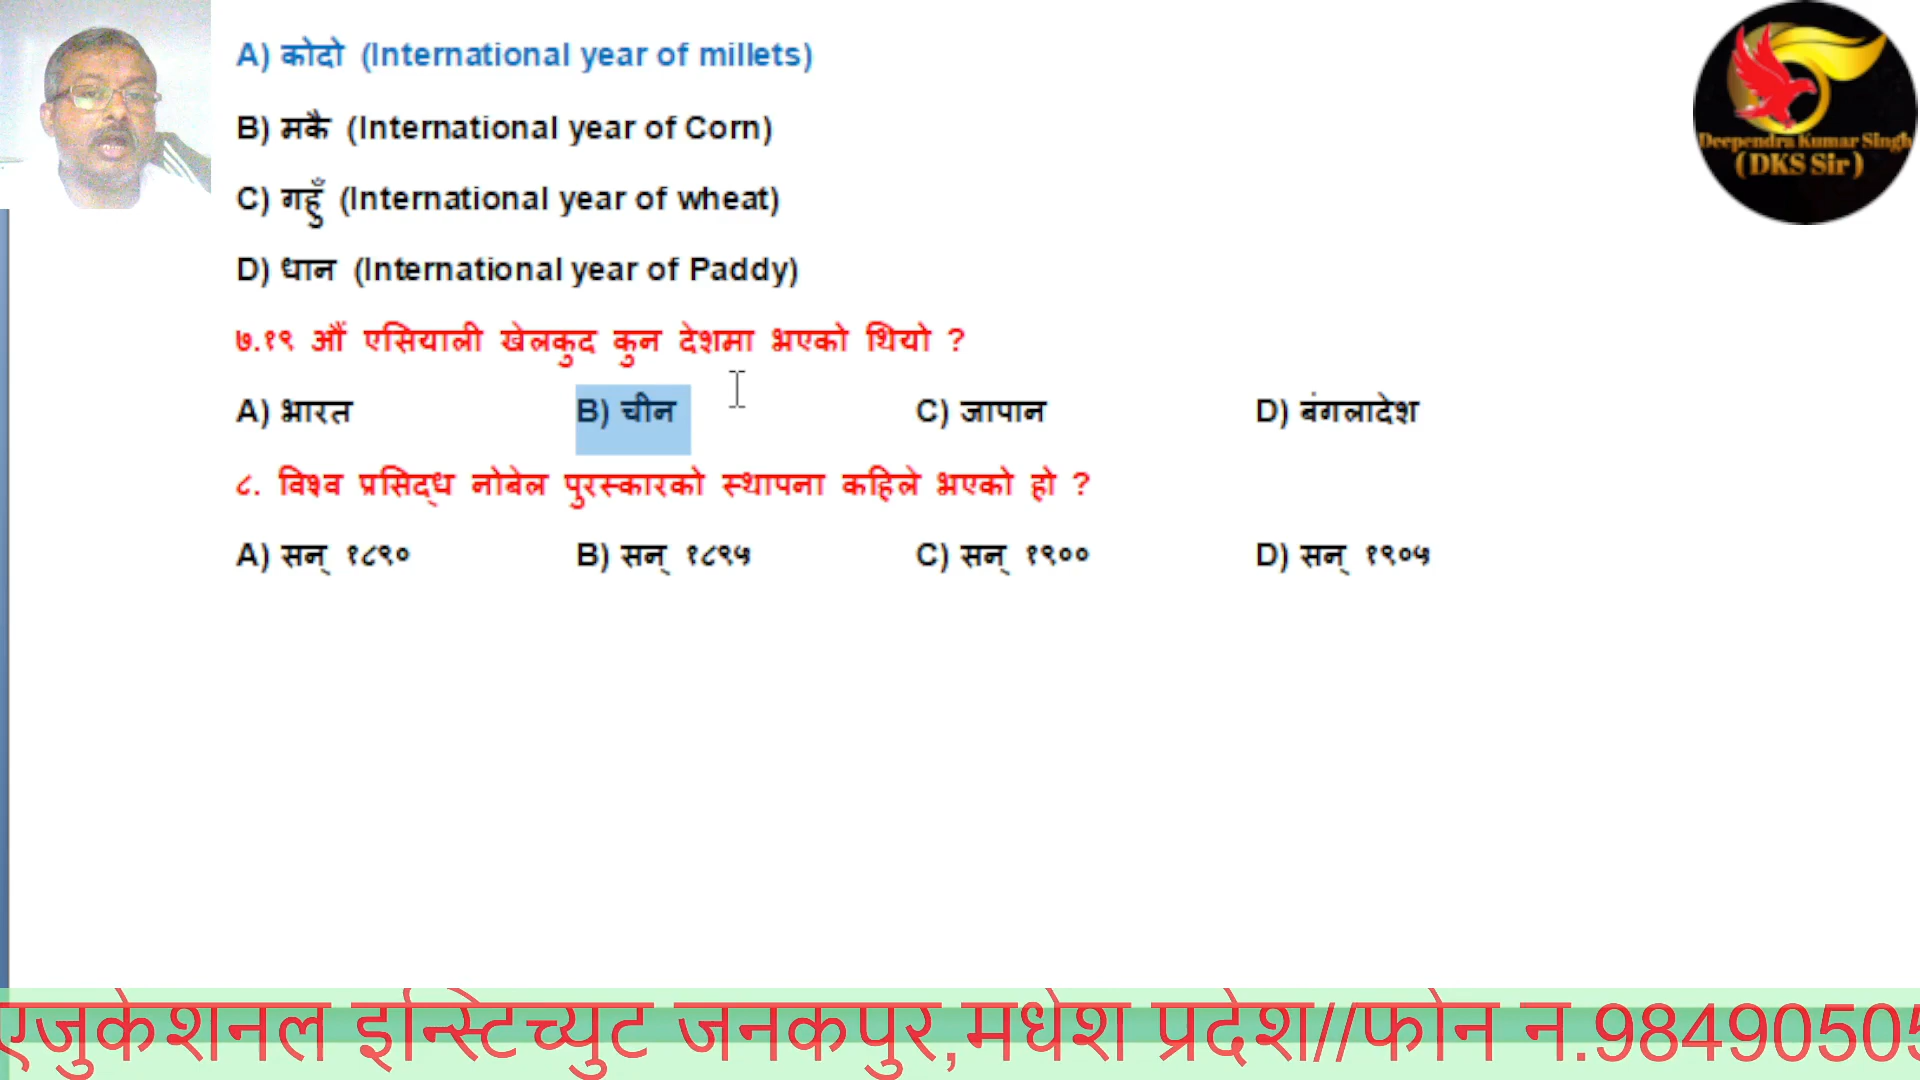 A) कोदो (International year of millets)
B) मकै (International year of Corn)
C) गहुँ (International year of wheat)
D) धान (International year of Paddy)
७.१९ औं एसियाली खेलकुद कुन देशमा भएको थियो ?
A) भारत B) चीन C) जापान D) बंगलादेश
८. विश्व प्रसिद्ध नोबेल पुरस्कारको स्थापना कहिले भएको हो ?
A) सन् १८९० B) सन् १८९५ C) सन् १९०० D) सन् १९०५
Deependra Kumar Singh
(DKS Sir)
एजुकेशनल इन्स्टिच्युट जनकपुर,मधेश प्रदेश//फोन न.9849050